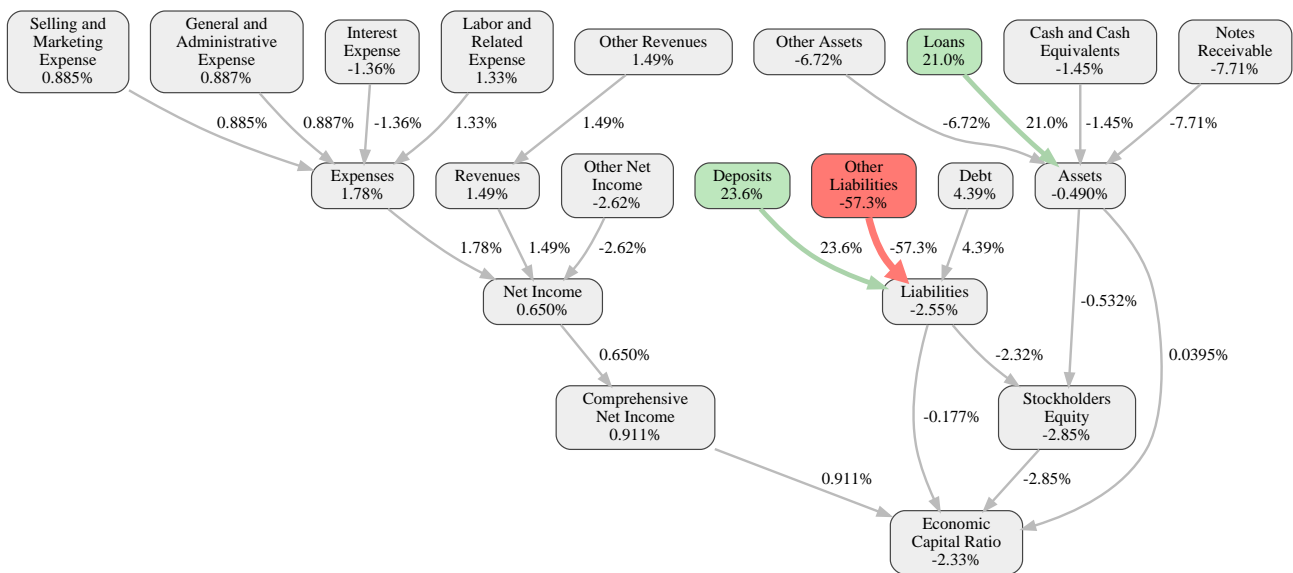 Selling and
Marketing
Expense
0.885%
General and
Administrative
Expense
0.887%
Interest
Expense
-1.36%
Labor and
Related
Expense
1.33%
Other Revenues
1.49%
Other Assets
-6.72%
Loans
21.0%
Cash and Cash
Equivalents
-1.45%
Notes
Receivable
-7.71%
0.885%
0.887%
-1.36%
1.33%
1.49%
-6.72%
21.0%
-1.45%
-7.71%
Expenses
1.78%
Revenues
1.49%
Other Net
Income
-2.62%
Deposits
23.6%
Other
Liabilities
-57.3%
Debt
4.39%
Assets
-0.490%
1.78%
1.49%
-2.62%
23.6%
-57.3%
4.39%
Net Income
0.650%
Liabilities
-2.55%
-0.532%
0.650%
-2.32%
0.0395%
Comprehensive
Net Income
0.911%
-0.177%
Stockholders
Equity
-2.85%
0.911%
-2.85%
Economic
Capital Ratio
-2.33%